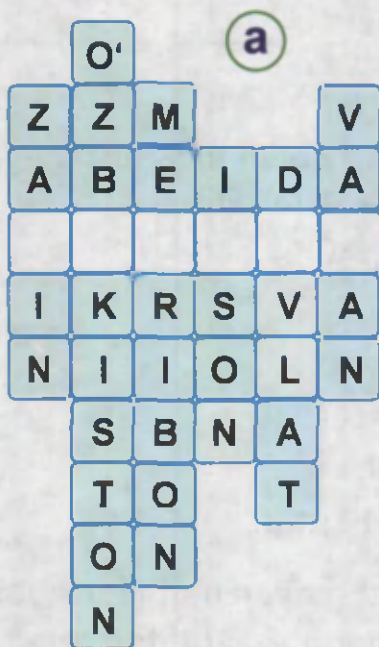 a
O‘
Z Z M V
A B E I D A
I K R S V A
N I I O L N
S B N A
T O T
O N
N